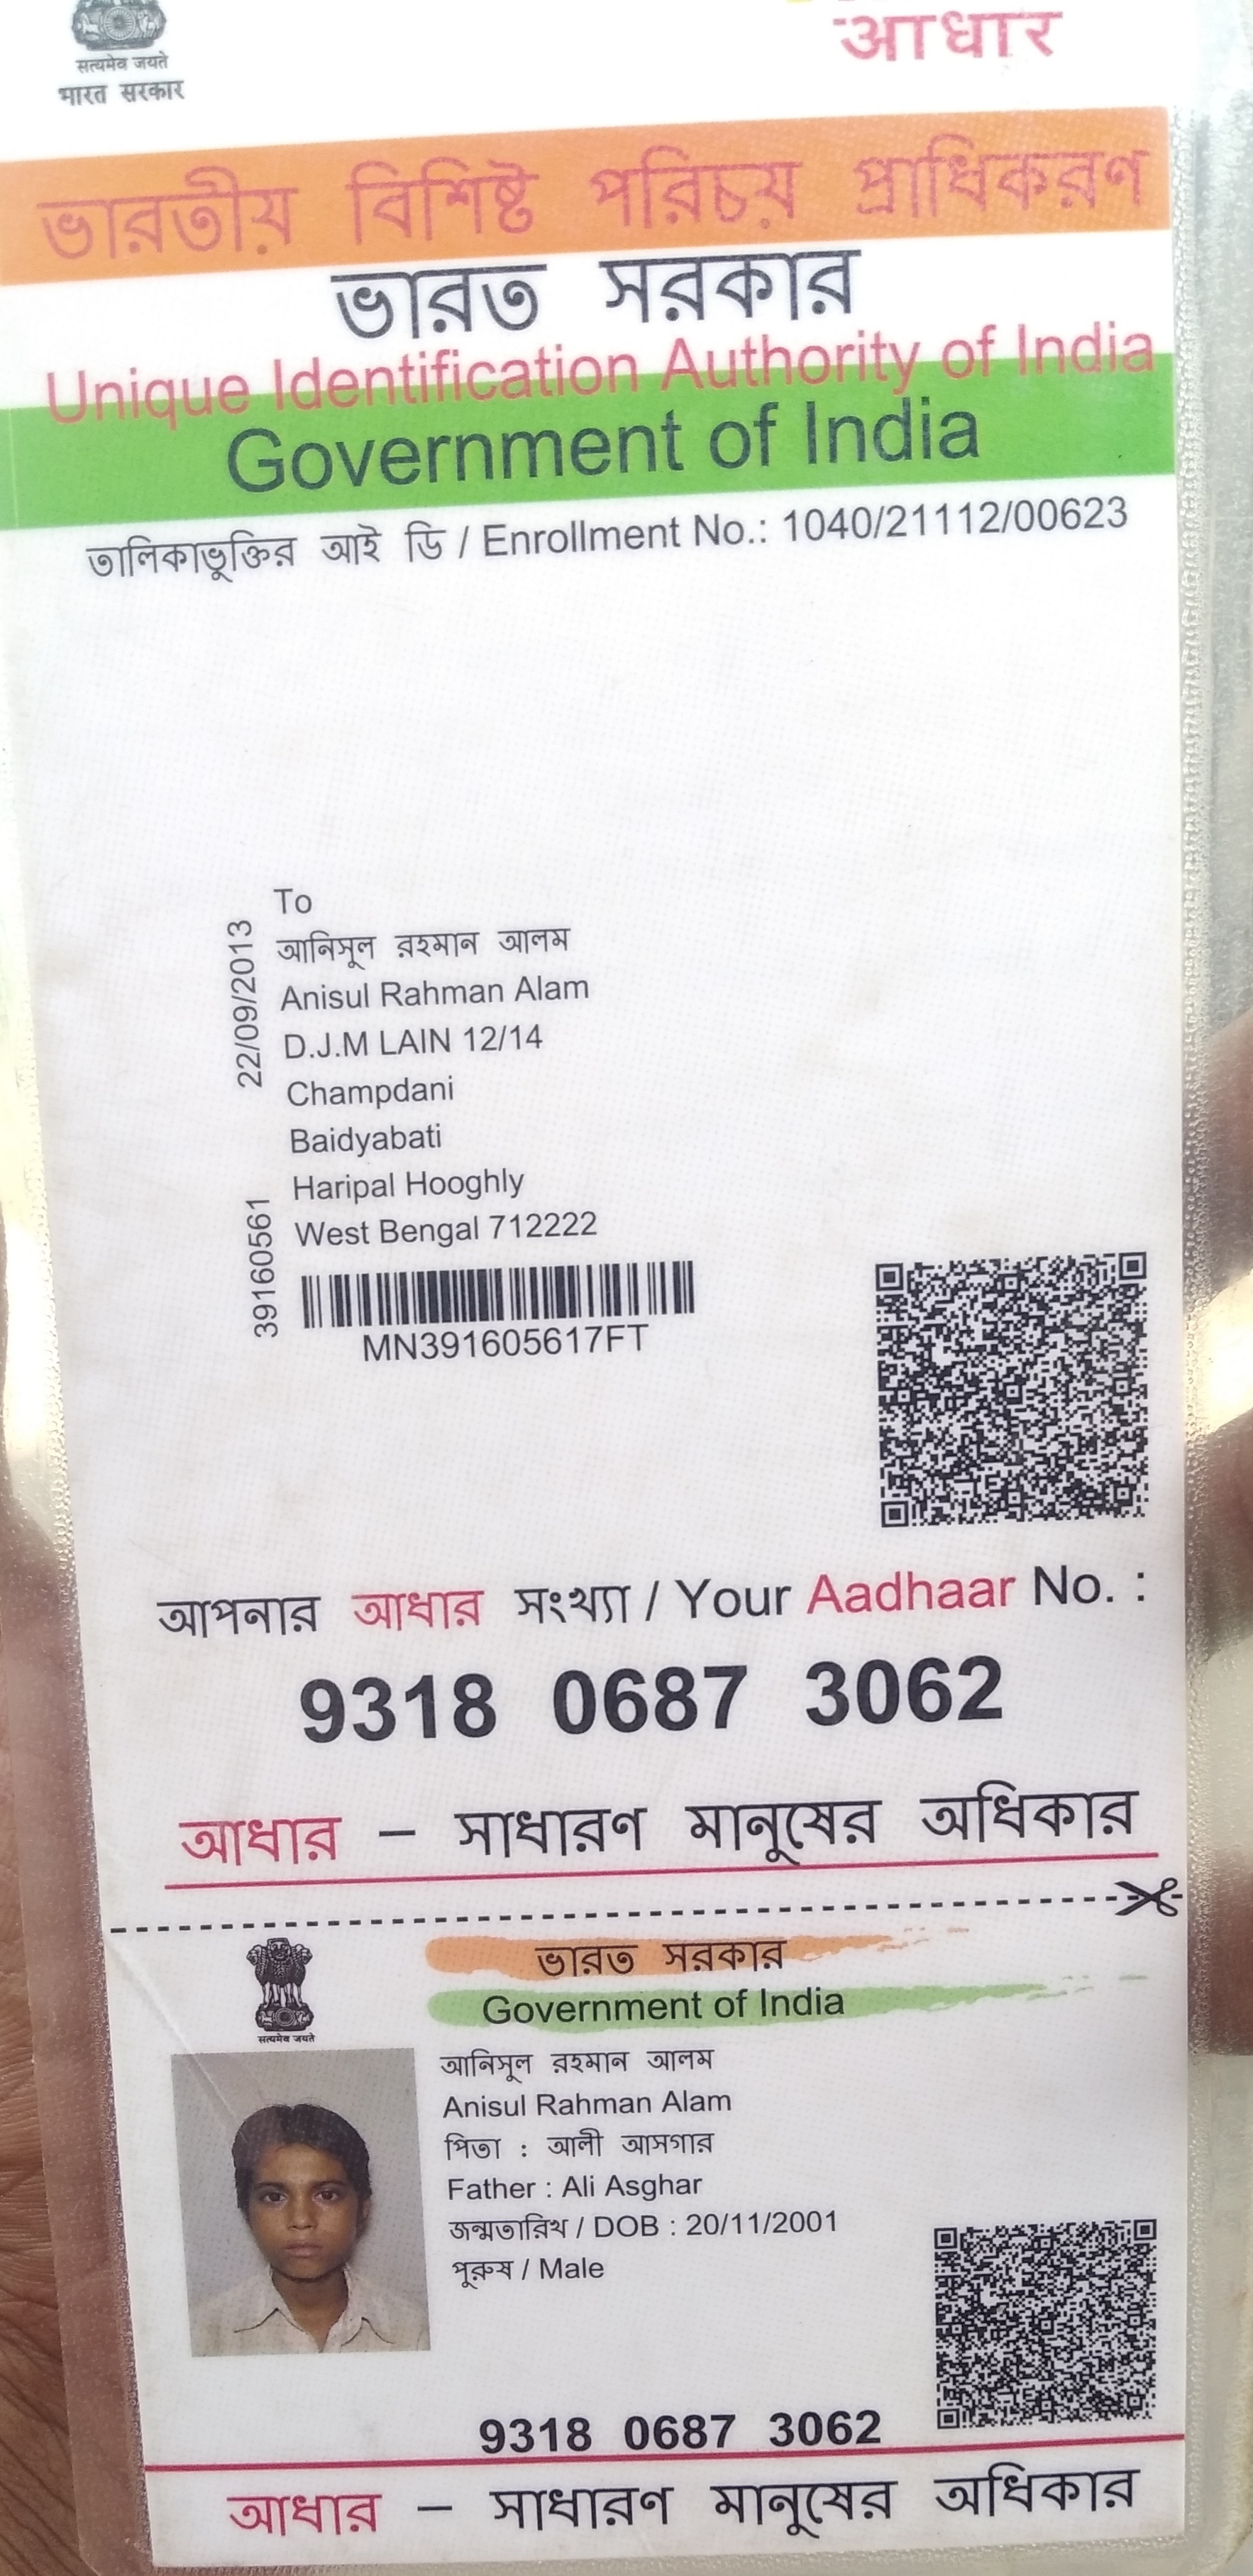 सत्यमेव जयते
भारत सरकार
आधार
ভারতীয় বিশিষ্ট পরিচয় প্রাধিকরণ
ভারত সরকার
Unique Identification Authority of India
Government of India
তালিকাভুক্তির আই ডি / Enrollment No.: 1040/21112/00623
22/09/2013
39160561
To
আনিসুল রহমান আলম
Anisul Rahman Alam
D.J.M LAIN 12/14
Champdani
Baidyabati
Haripal Hooghly
West Bengal 712222
MN391605617FT
আপনার আধার সংখ্যা / Your Aadhaar No. :
9318 0687 3062
আধার – সাধারণ মানুষের অধিকার
ভারত সরকার
Government of India
सत्यमेव जयते
আনিসুল রহমান আলম
Anisul Rahman Alam
পিতা : আলী আসগার
Father : Ali Asghar
জন্মতারিখ / DOB : 20/11/2001
পুরুষ / Male
9318 0687 3062
আধার – সাধারণ মানুষের অধিকার